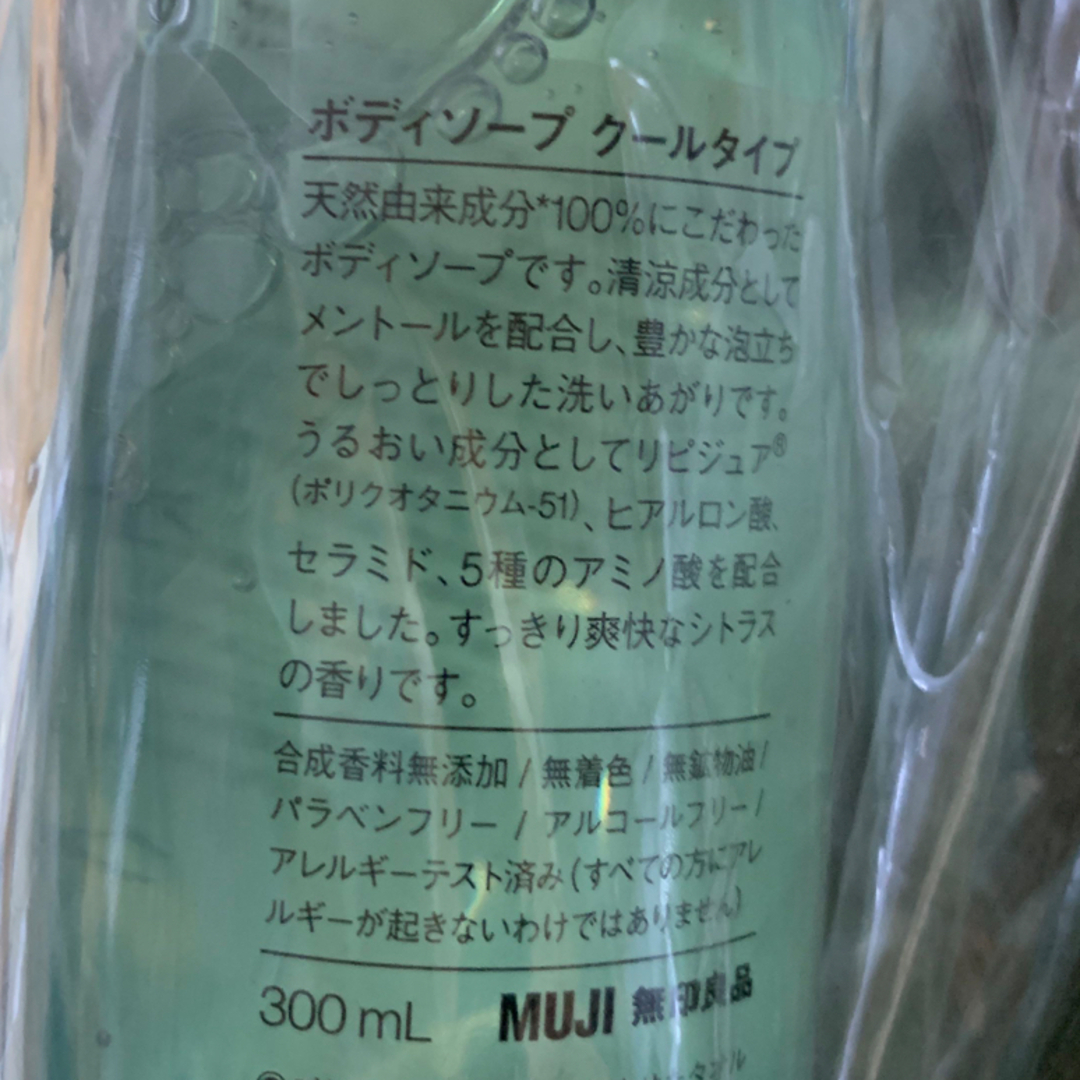 ボディソープ クールタイプ
天然由来成分*100%にこだわった
ボディソープです。清涼成分として
メントールを配合し、豊かな泡立ち
でしっとりした洗いあがりです。
うるおい成分としてリピジュア®
(ポリクオタニウム-51)、ヒアルロン酸、
セラミド、5種のアミノ酸を配合
しました。すっきり爽快なシトラス
の香りです。
合成香料無添加 / 無着色 / 無鉱物油 /
パラベンフリー / アルコールフリー /
アレルギーテスト済み(すべての方にアレ
ルギーが起きないわけではありません)
300 mL MUJI 無印良品